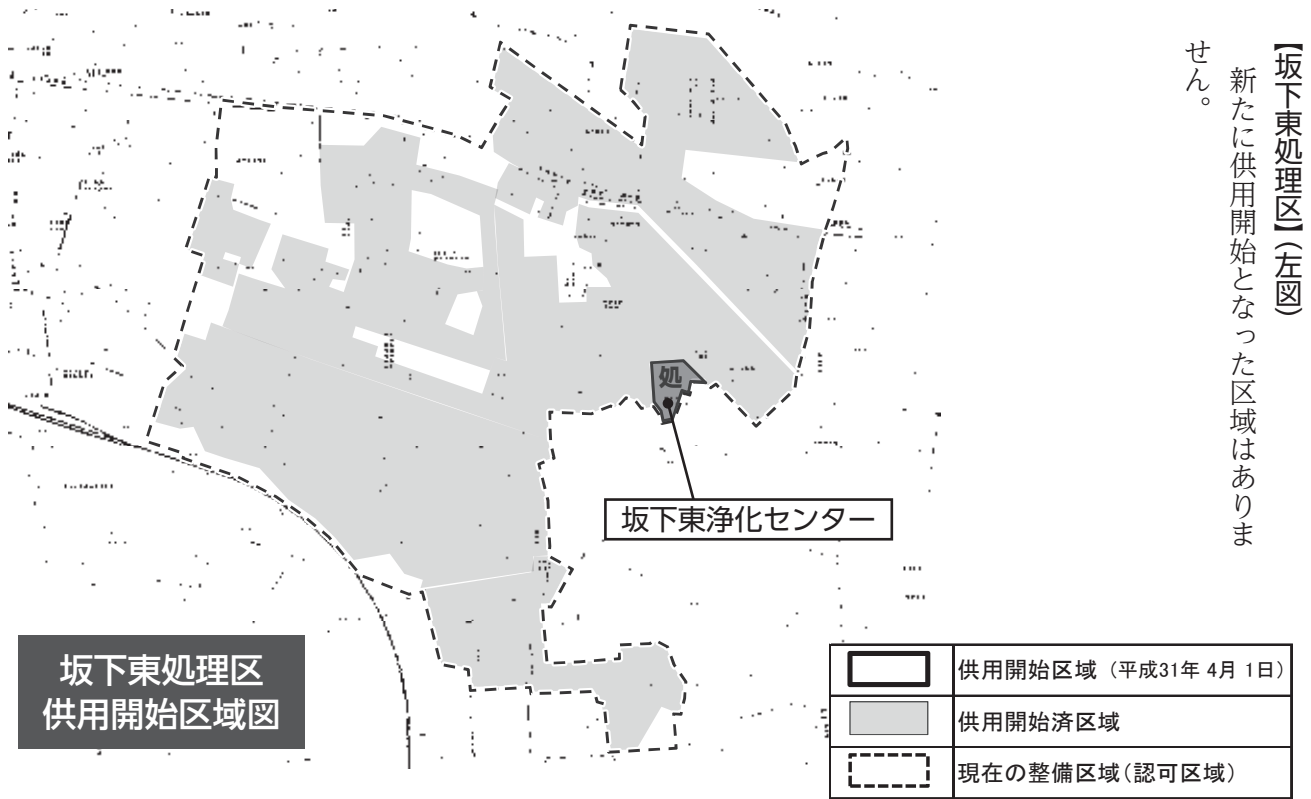 【坂下東処理区】（左図）
新たに供用開始となった区域はありま
せん。
処
坂下東浄化センター
坂下東処理区
供用開始区域図
供用開始区域（平成31年 4月 1日）
供用開始済区域
現在の整備区域（認可区域）